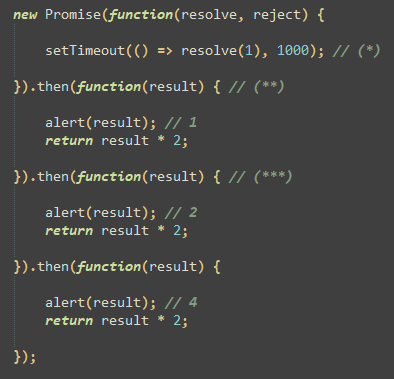 new Promise(function(resolve, reject) {
setTimeout(() => resolve(1), 1000); // (*)
}).then(function(result) { // (**)
alert(result); // 1
return result * 2;
}).then(function(result) { // (***)
alert(result); // 2
return result * 2;
}).then(function(result) {
alert(result); // 4
return result * 2;
});